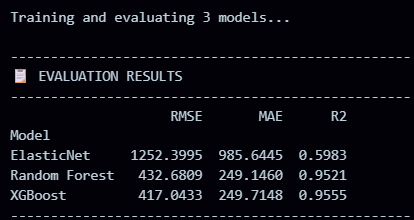 Training and evaluating 3 models...
--------------------------------------------------
📋 EVALUATION RESULTS
--------------------------------------------------
RMSE MAE R2
Model
ElasticNet 1252.3995 985.6445 0.5983
Random Forest 432.6809 249.1460 0.9521
XGBoost 417.0433 249.7148 0.9555
--------------------------------------------------